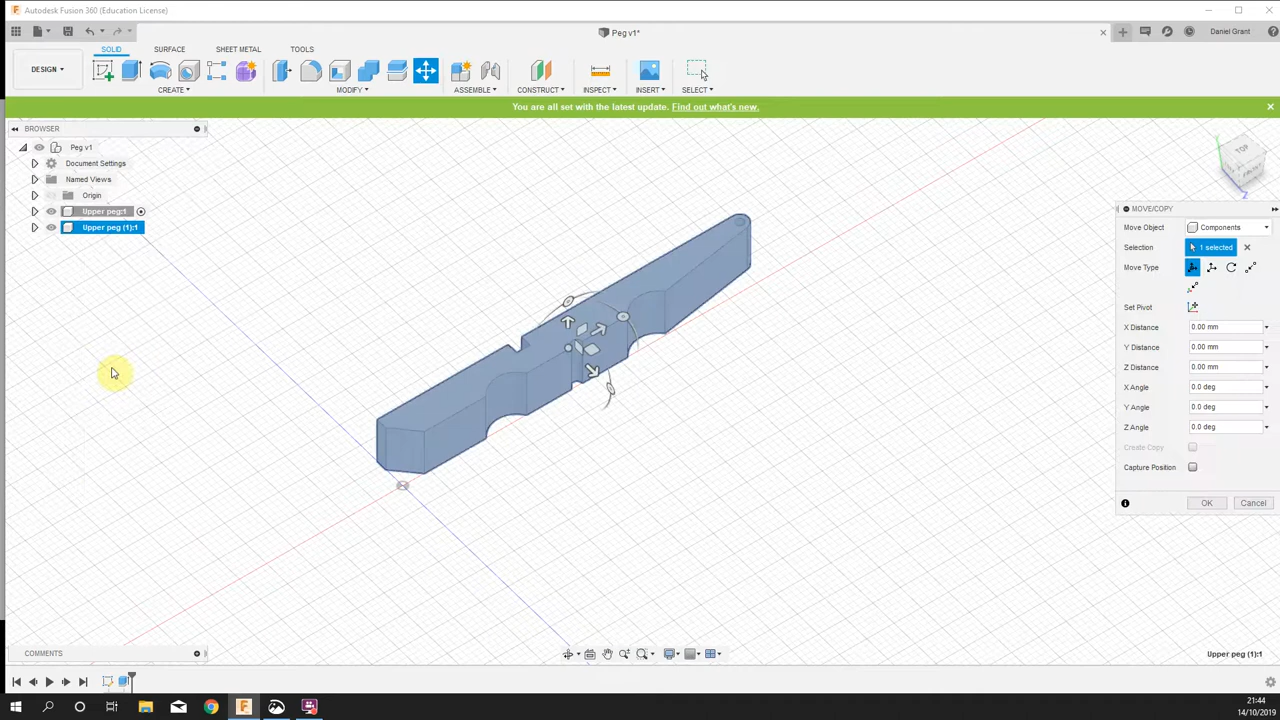 Autodesk Fusion 360 (Education License)
Peg v1*
Daniel Grant
SOLID SURFACE SHEET METAL TOOLS
DESIGN
CREATE MODIFY ASSEMBLE CONSTRUCT INSPECT INSERT SELECT
You are all set with the latest update. Find out what's new.
BROWSER
Peg v1
Document Settings
Named Views
Origin
Upper peg:1
Upper peg (1):1
TOP
MOVE/COPY
Move Object Components
Selection 1 selected
Move Type
Set Pivot
X Distance 0.00 mm
Y Distance 0.00 mm
Z Distance 0.00 mm
X Angle 0.0 deg
Y Angle 0.0 deg
Z Angle 0.0 deg
Create Copy
Capture Position
OK Cancel
COMMENTS
Upper peg (1):1
21:44
14/10/2019